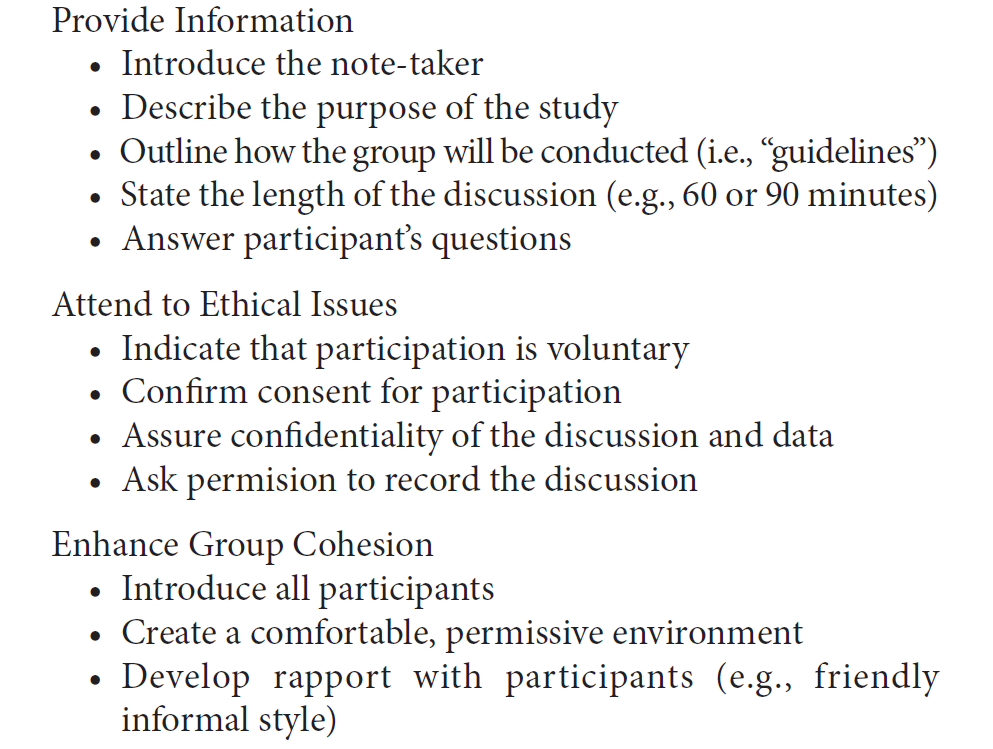 Provide Information
• Introduce the note-taker
• Describe the purpose of the study
• Outline how the group will be conducted (i.e., “guidelines”)
• State the length of the discussion (e.g., 60 or 90 minutes)
• Answer participant’s questions
Attend to Ethical Issues
• Indicate that participation is voluntary
• Confirm consent for participation
• Assure confidentiality of the discussion and data
• Ask permision to record the discussion
Enhance Group Cohesion
• Introduce all participants
• Create a comfortable, permissive environment
• Develop rapport with participants (e.g., friendly
informal style)